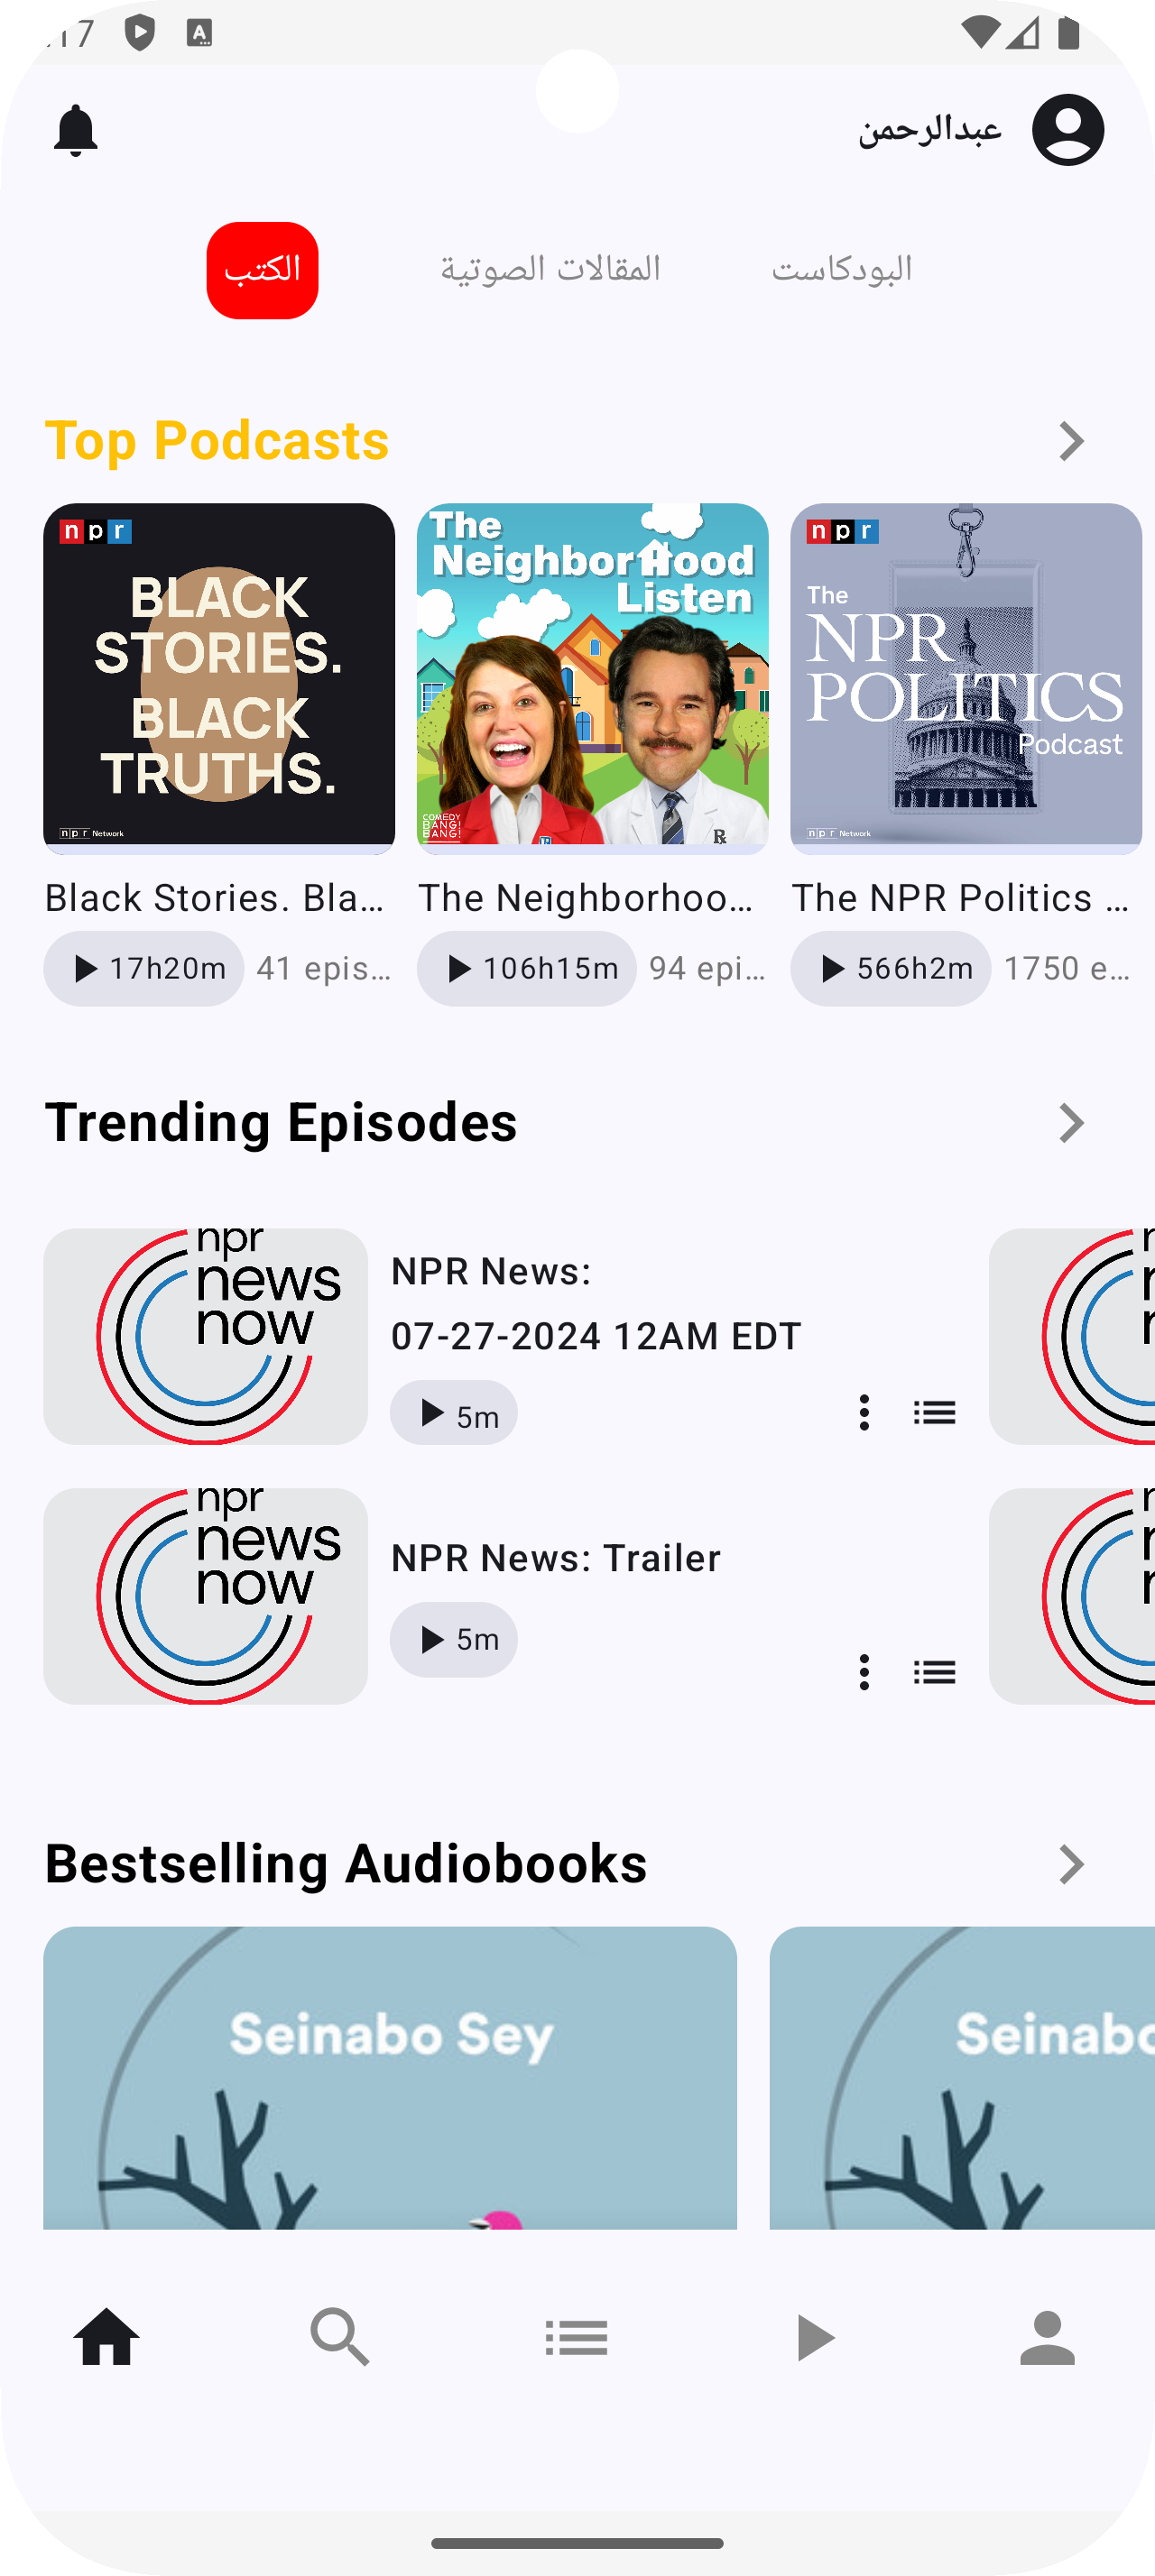 :17
عبدالرحمن
البودكاست
المقالات الصوتية
الكتب
Top Podcasts
npr
BLACK
STORIES.
BLACK
TRUTHS.
npr Network
The
Neighborhood
Listen
COMEDY
BANG!
BANG!
npr
The
NPR
POLITICS
Podcast
npr Network
Black Stories. Bla...
The Neighborhoo...
The NPR Politics ...
17h20m
41 epis...
106h15m
94 epi...
566h2m
1750 e...
Trending Episodes
npr
news
now
NPR News:
07-27-2024 12AM EDT
5m
npr
news
now
NPR News: Trailer
5m
Bestselling Audiobooks
Seinabo Sey
Seinabo